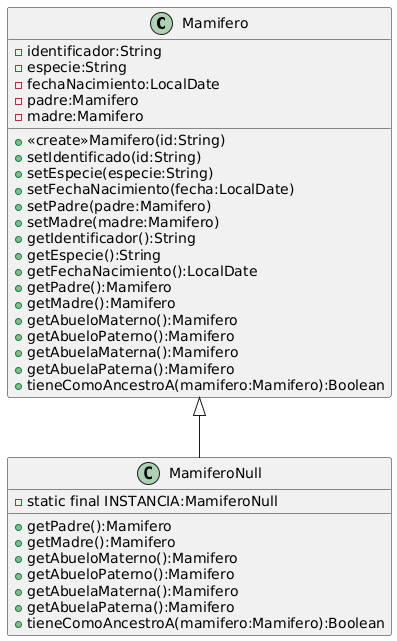 C Mamifero
identificador:String
especie:String
fechaNacimiento:LocalDate
padre:Mamifero
madre:Mamifero
«create»Mamifero(id:String)
setIdentificado(id:String)
setEspecie(especie:String)
setFechaNacimiento(fecha:LocalDate)
setPadre(padre:Mamifero)
setMadre(madre:Mamifero)
getIdentificador():String
getEspecie():String
getFechaNacimiento():LocalDate
getPadre():Mamifero
getMadre():Mamifero
getAbueloMaterno():Mamifero
getAbueloPaterno():Mamifero
getAbuelaMaterna():Mamifero
getAbuelaPaterna():Mamifero
tieneComoAncestroA(mamifero:Mamifero):Boolean
C MamiferoNull
static final INSTANCIA:MamiferoNull
getPadre():Mamifero
getMadre():Mamifero
getAbueloMaterno():Mamifero
getAbueloPaterno():Mamifero
getAbuelaMaterna():Mamifero
getAbuelaPaterna():Mamifero
tieneComoAncestroA(mamifero:Mamifero):Boolean